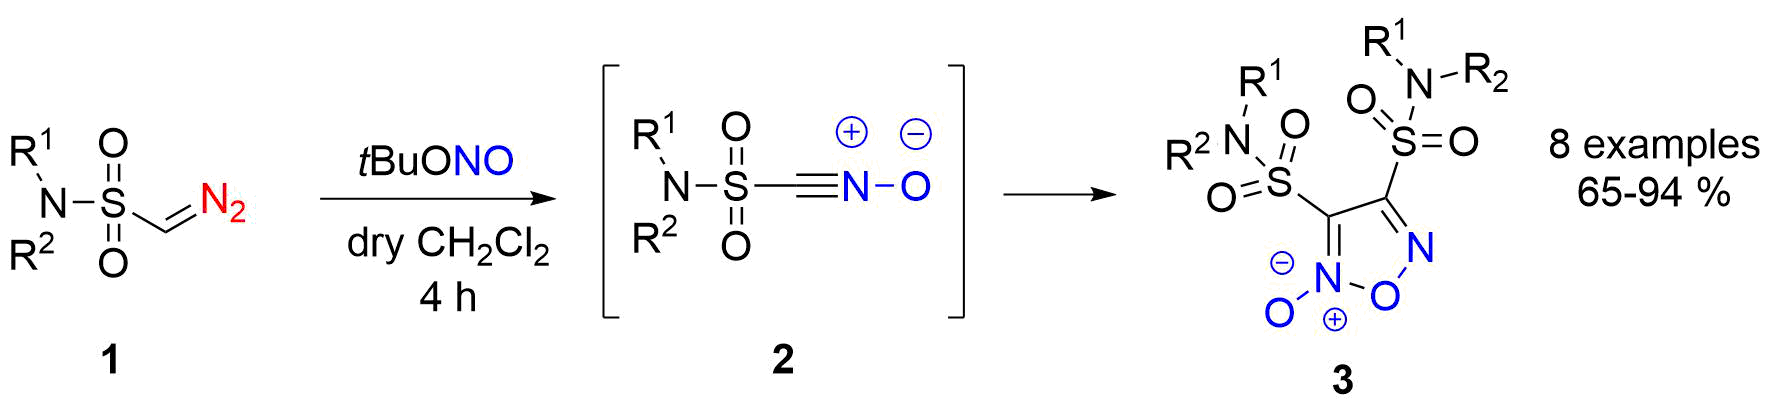 R¹
N
R²
O
S
O
N₂
1
tBuONO
dry CH₂Cl₂
4 h
R¹
N
R²
O
S
O
⊕
⊖
N
O
2
R¹
R²
N
O
S
O
R¹
N
R₂
O
S
O
N
O
N
⊕
O
⊖
3
8 examples
65-94 %